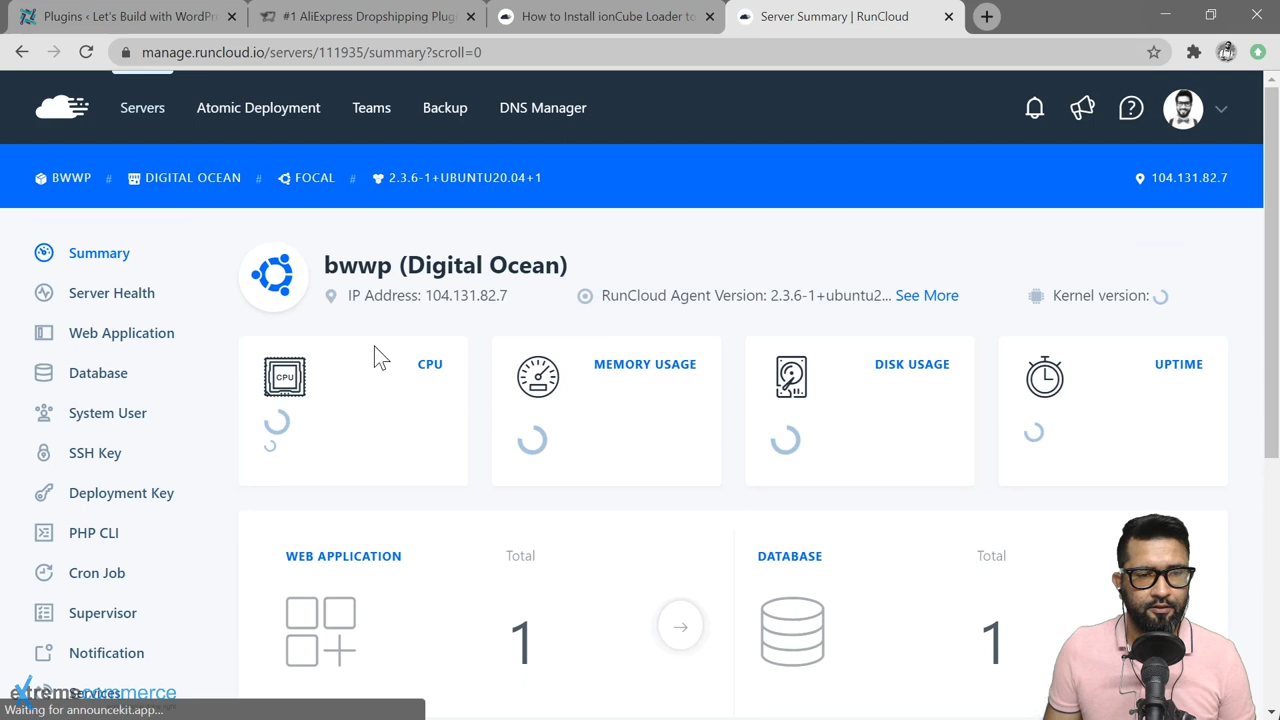 Plugins ‹ Let's Build with WordPr
#1 AliExpress Dropshipping Plugi
How to Install ionCube Loader to
Server Summary | RunCloud
manage.runcloud.io/servers/111935/summary?scroll=0
Servers
Atomic Deployment
Teams
Backup
DNS Manager
BWWP # DIGITAL OCEAN # FOCAL # 2.3.6-1+UBUNTU20.04+1
104.131.82.7
Summary
Server Health
Web Application
Database
System User
SSH Key
Deployment Key
PHP CLI
Cron Job
Supervisor
Notification
Services
bwwp (Digital Ocean)
IP Address: 104.131.82.7
RunCloud Agent Version: 2.3.6-1+ubuntu2... See More
Kernel version:
CPU
CPU
MEMORY USAGE
DISK USAGE
UPTIME
WEB APPLICATION
Total
1
DATABASE
Total
1
extreme commerce
Waiting for announcekit.app...